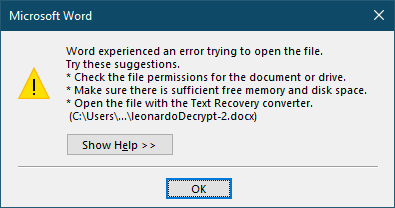 Microsoft Word
Word experienced an error trying to open the file.
Try these suggestions.
* Check the file permissions for the document or drive.
* Make sure there is sufficient free memory and disk space.
* Open the file with the Text Recovery converter.
(C:\Users\...\leonardoDecrypt-2.docx)
Show Help >>
OK